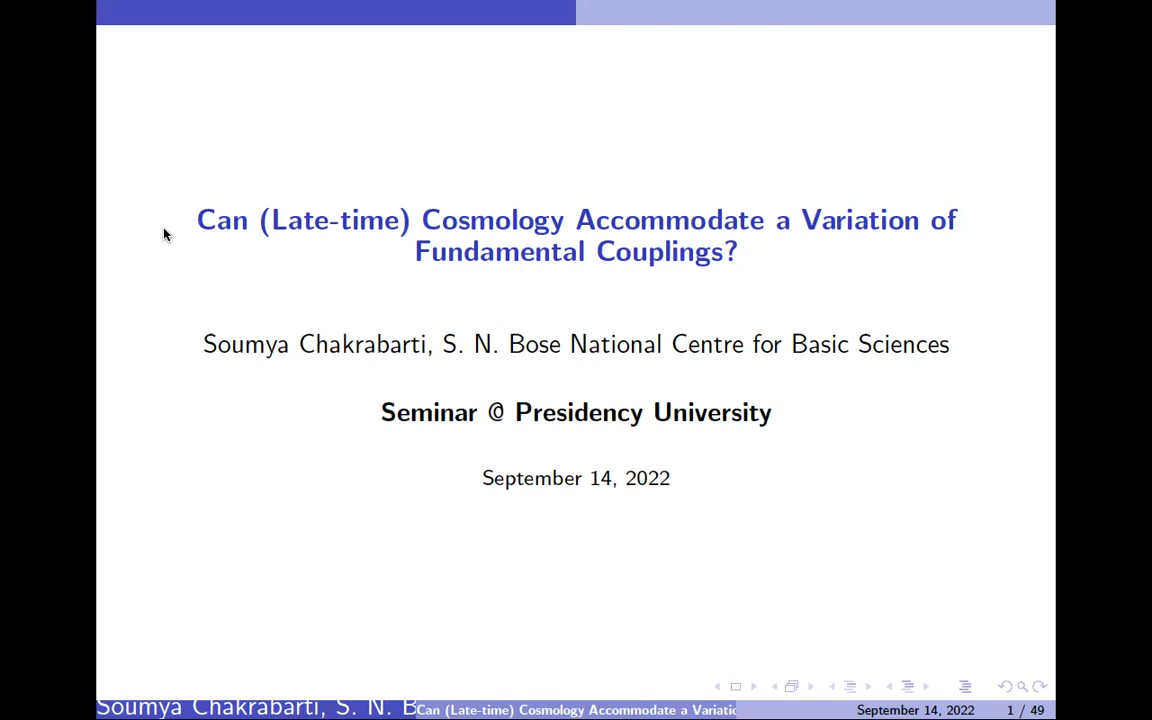 Can (Late-time) Cosmology Accommodate a Variation of
Fundamental Couplings?
Soumya Chakrabarti, S. N. Bose National Centre for Basic Sciences
Seminar @ Presidency University
September 14, 2022
Soumya Chakrabarti, S. N. B
Can (Late-time) Cosmology Accommodate a Variatio
September 14, 2022
1 / 49